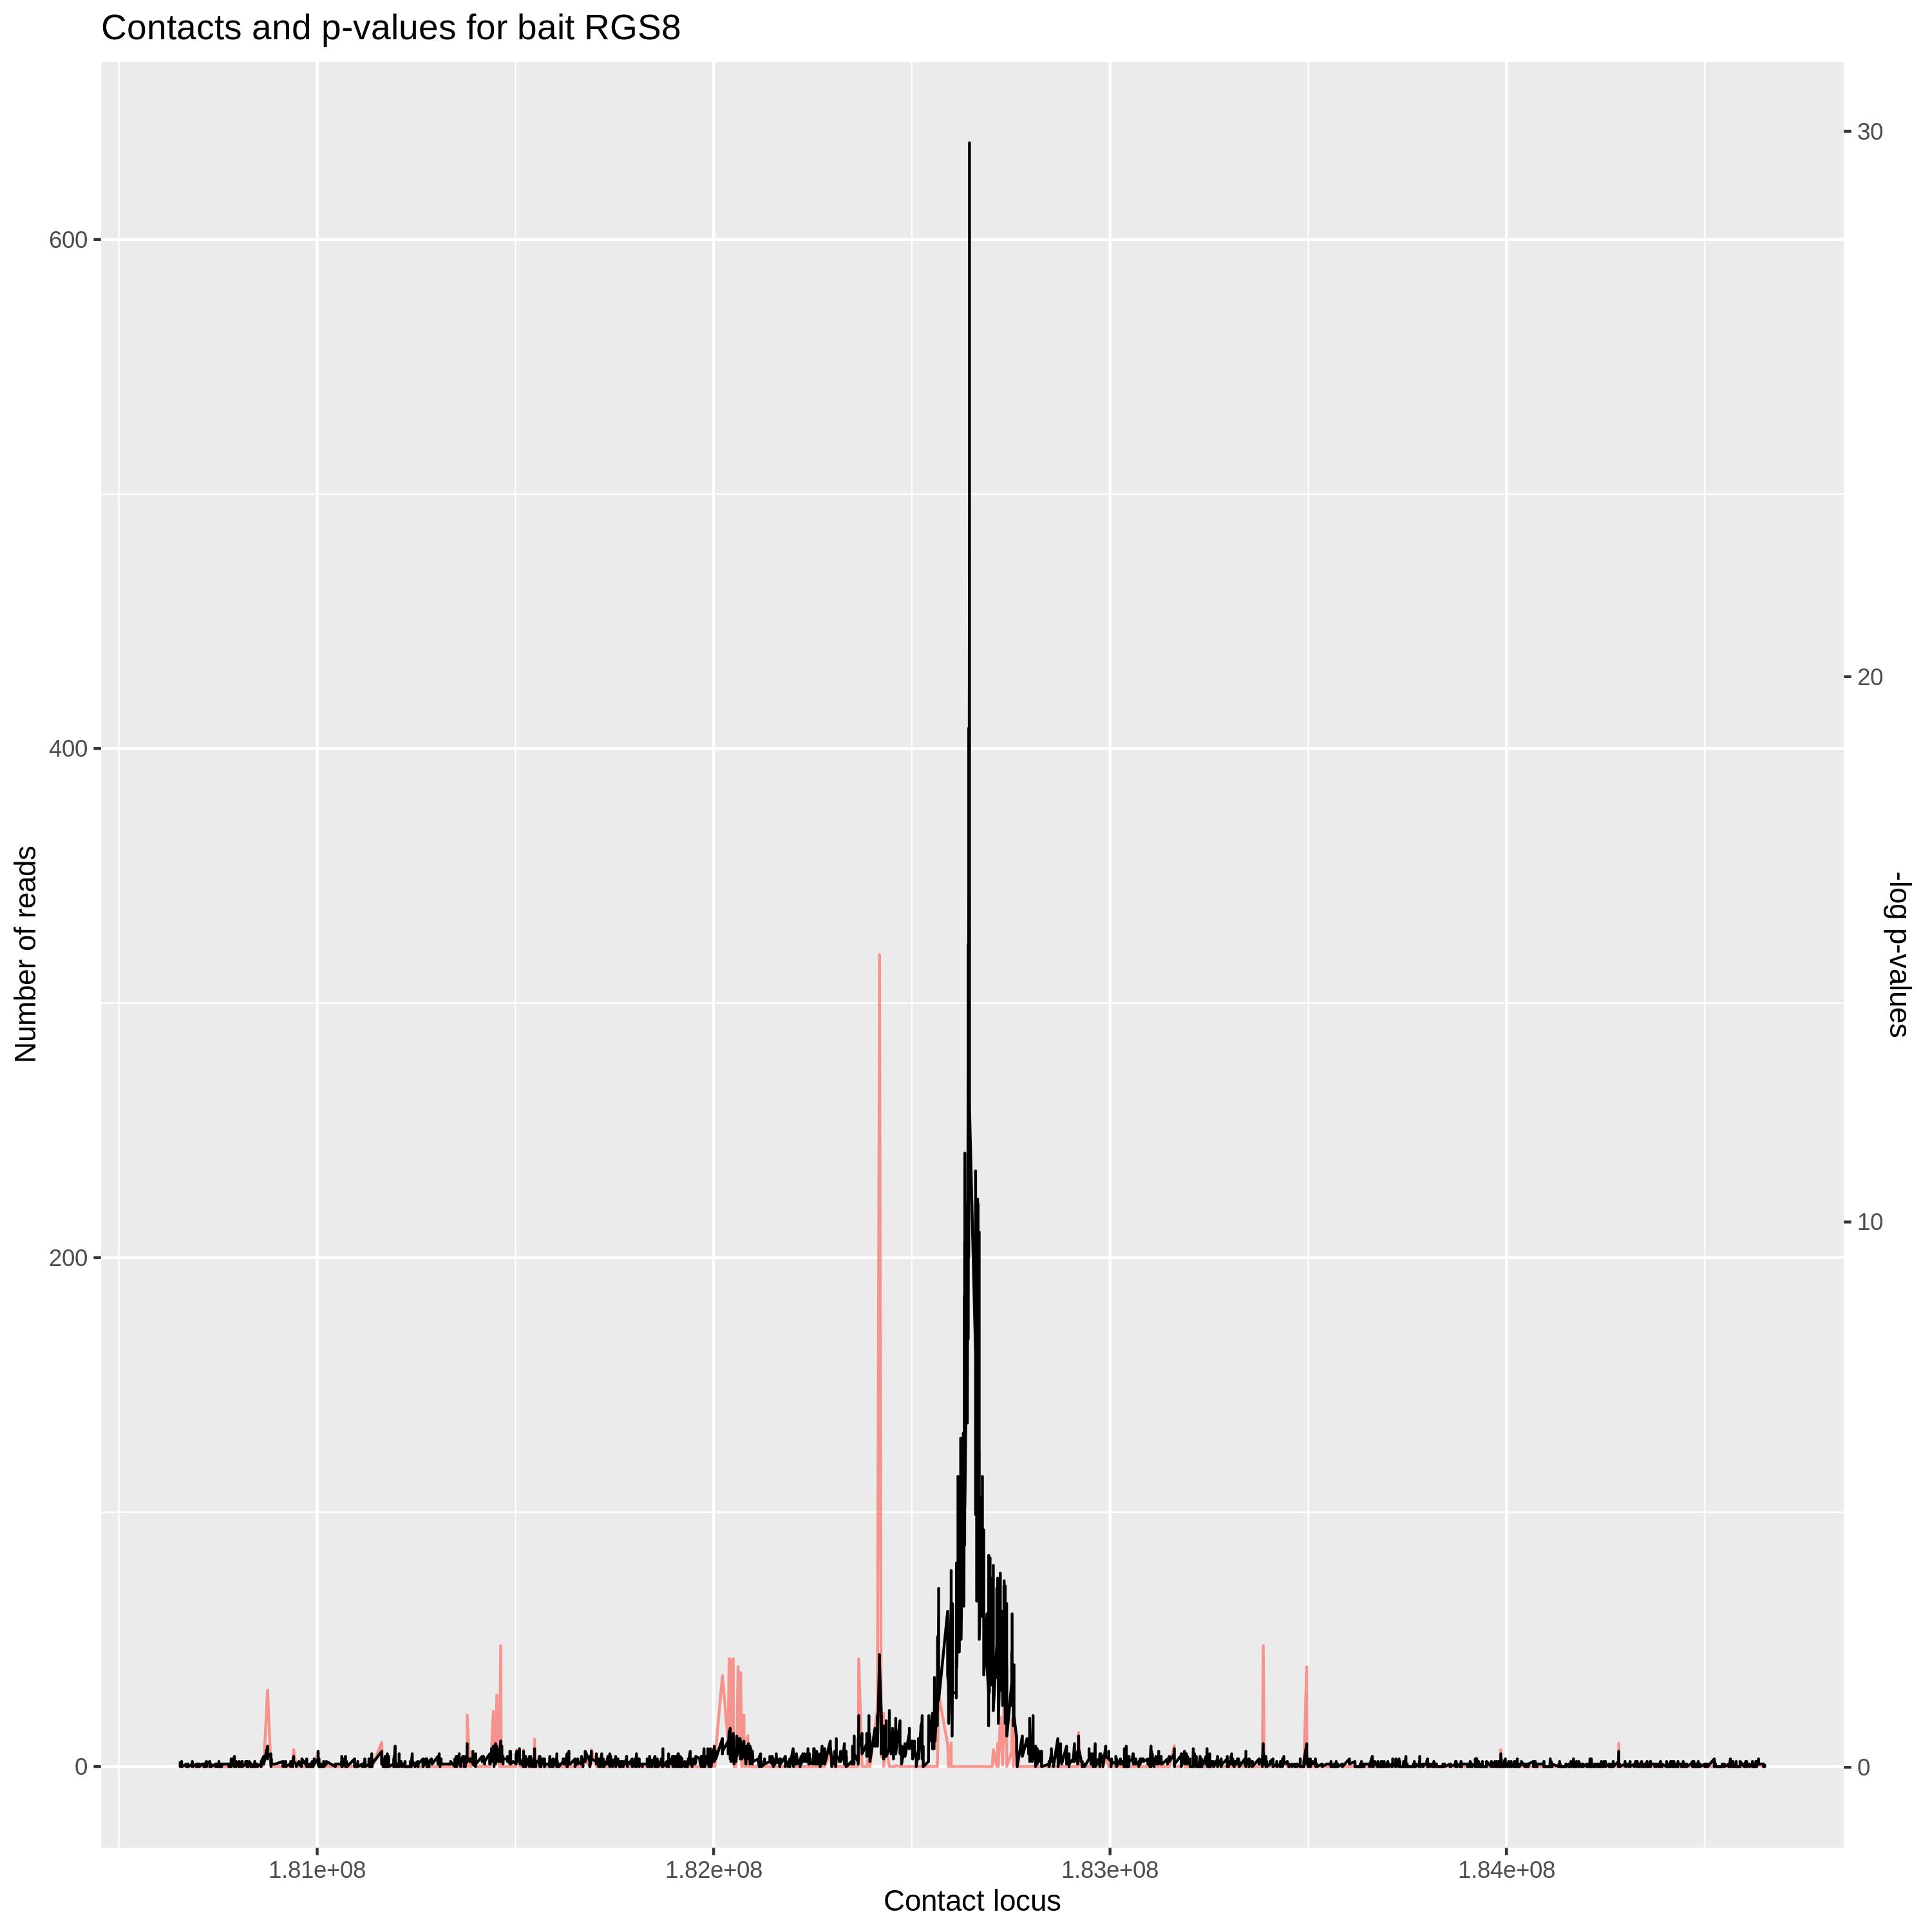 Contacts and p-values for bait RGS8
600
400
200
0
Number of reads
30
20
10
0
-log p-values
1.81e+08
1.82e+08
1.83e+08
1.84e+08
Contact locus